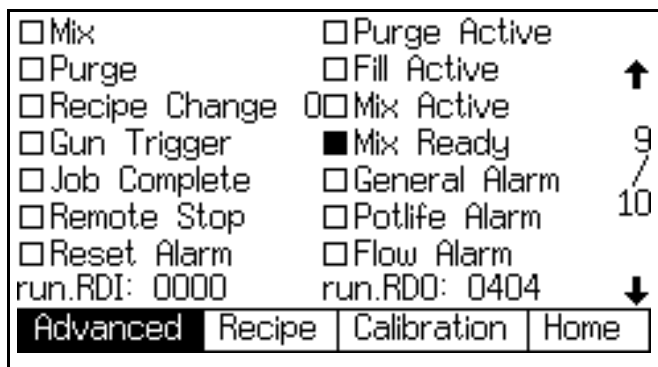 Mix Purge Active
Purge Fill Active
Recipe Change 0 Mix Active
Gun Trigger Mix Ready 9
Job Complete General Alarm /
Remote Stop Potlife Alarm 10
Reset Alarm Flow Alarm
run.RDI: 0000 run.RDO: 0404
Advanced Recipe Calibration Home